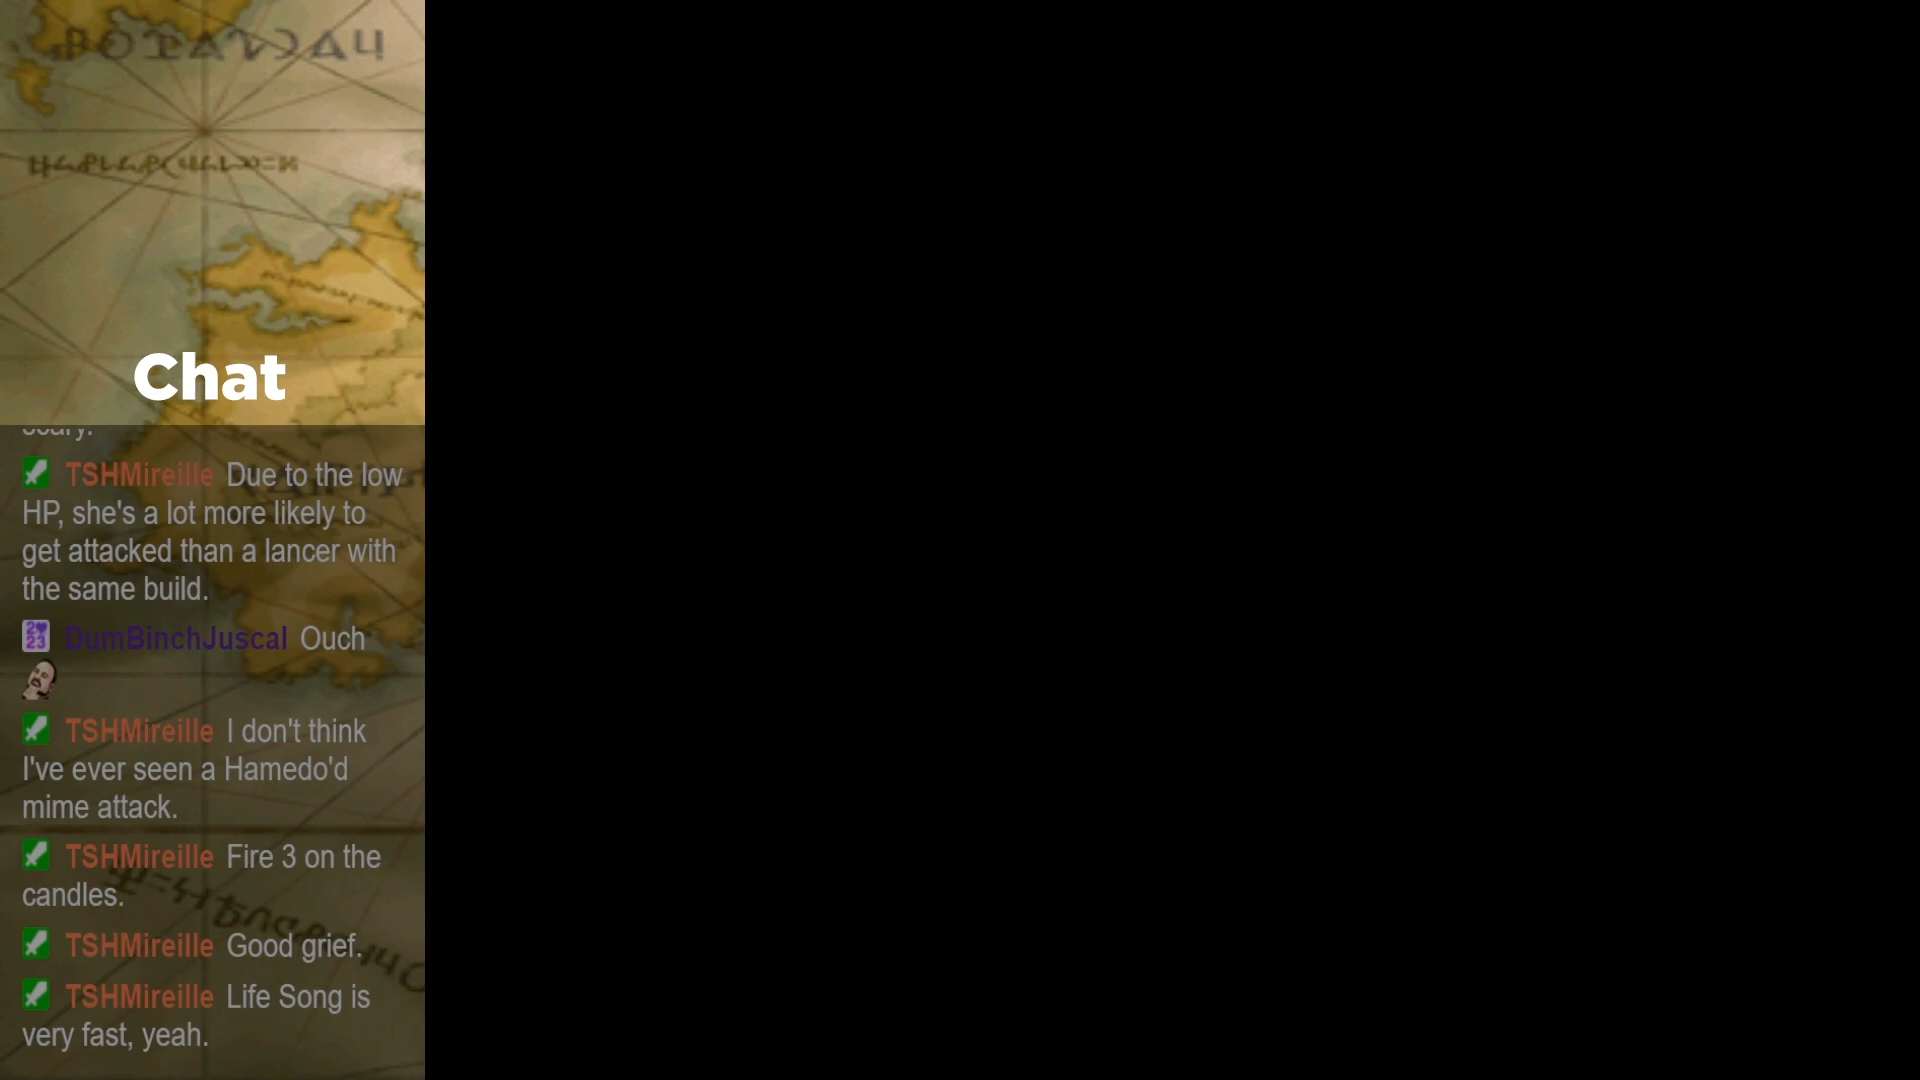 Chat
scary.
TSHMireille Due to the low
HP, she's a lot more likely to
get attacked than a lancer with
the same build.
DumBinchJuscal Ouch
TSHMireille I don't think
I've ever seen a Hamedo'd
mime attack.
TSHMireille Fire 3 on the
candles.
TSHMireille Good grief.
TSHMireille Life Song is
very fast, yeah.